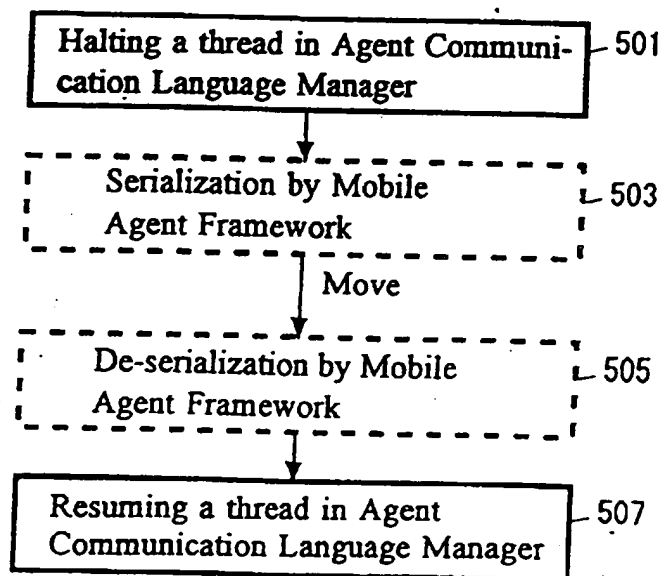 Halting a thread in Agent Communi-
cation Language Manager
501
Serialization by Mobile
Agent Framework
503
Move
De-serialization by Mobile
Agent Framework
505
Resuming a thread in Agent
Communication Language Manager
507